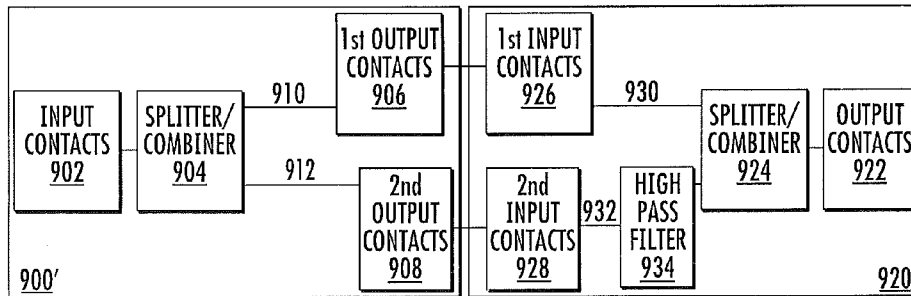 INPUT
CONTACTS
902
SPLITTER/
COMBINER
904
910
912
1st OUTPUT
CONTACTS
906
2nd
OUTPUT
CONTACTS
908
900'
1st INPUT
CONTACTS
926
2nd
INPUT
CONTACTS
928
930
932
HIGH
PASS
FILTER
934
SPLITTER/
COMBINER
924
OUTPUT
CONTACTS
922
920